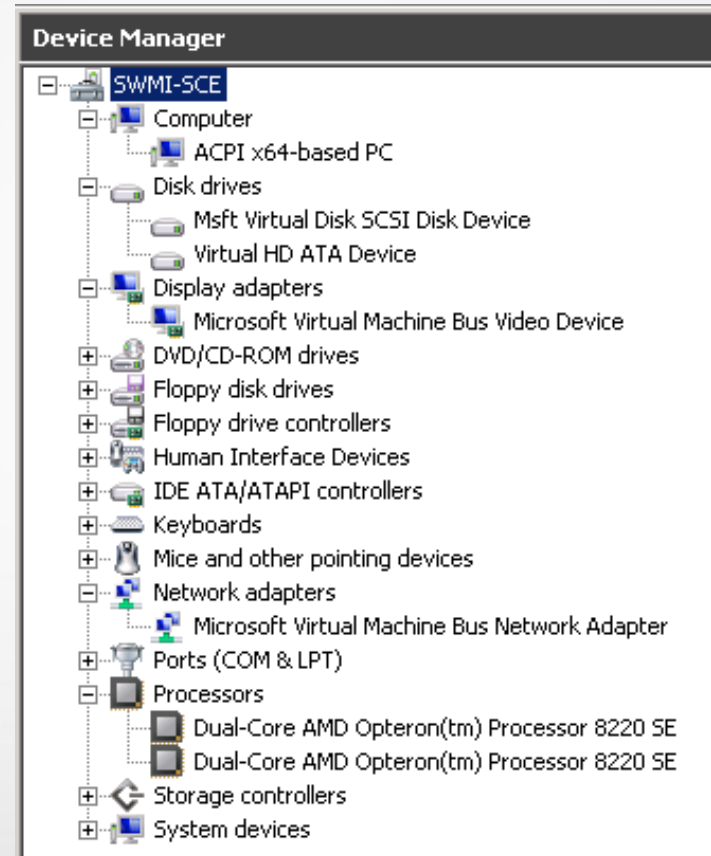 Device Manager
SWMI-SCE
Computer
ACPI x64-based PC
Disk drives
Msft Virtual Disk SCSI Disk Device
Virtual HD ATA Device
Display adapters
Microsoft Virtual Machine Bus Video Device
DVD/CD-ROM drives
Floppy disk drives
Floppy drive controllers
Human Interface Devices
IDE ATA/ATAPI controllers
Keyboards
Mice and other pointing devices
Network adapters
Microsoft Virtual Machine Bus Network Adapter
Ports (COM & LPT)
Processors
Dual-Core AMD Opteron(tm) Processor 8220 SE
Dual-Core AMD Opteron(tm) Processor 8220 SE
Storage controllers
System devices